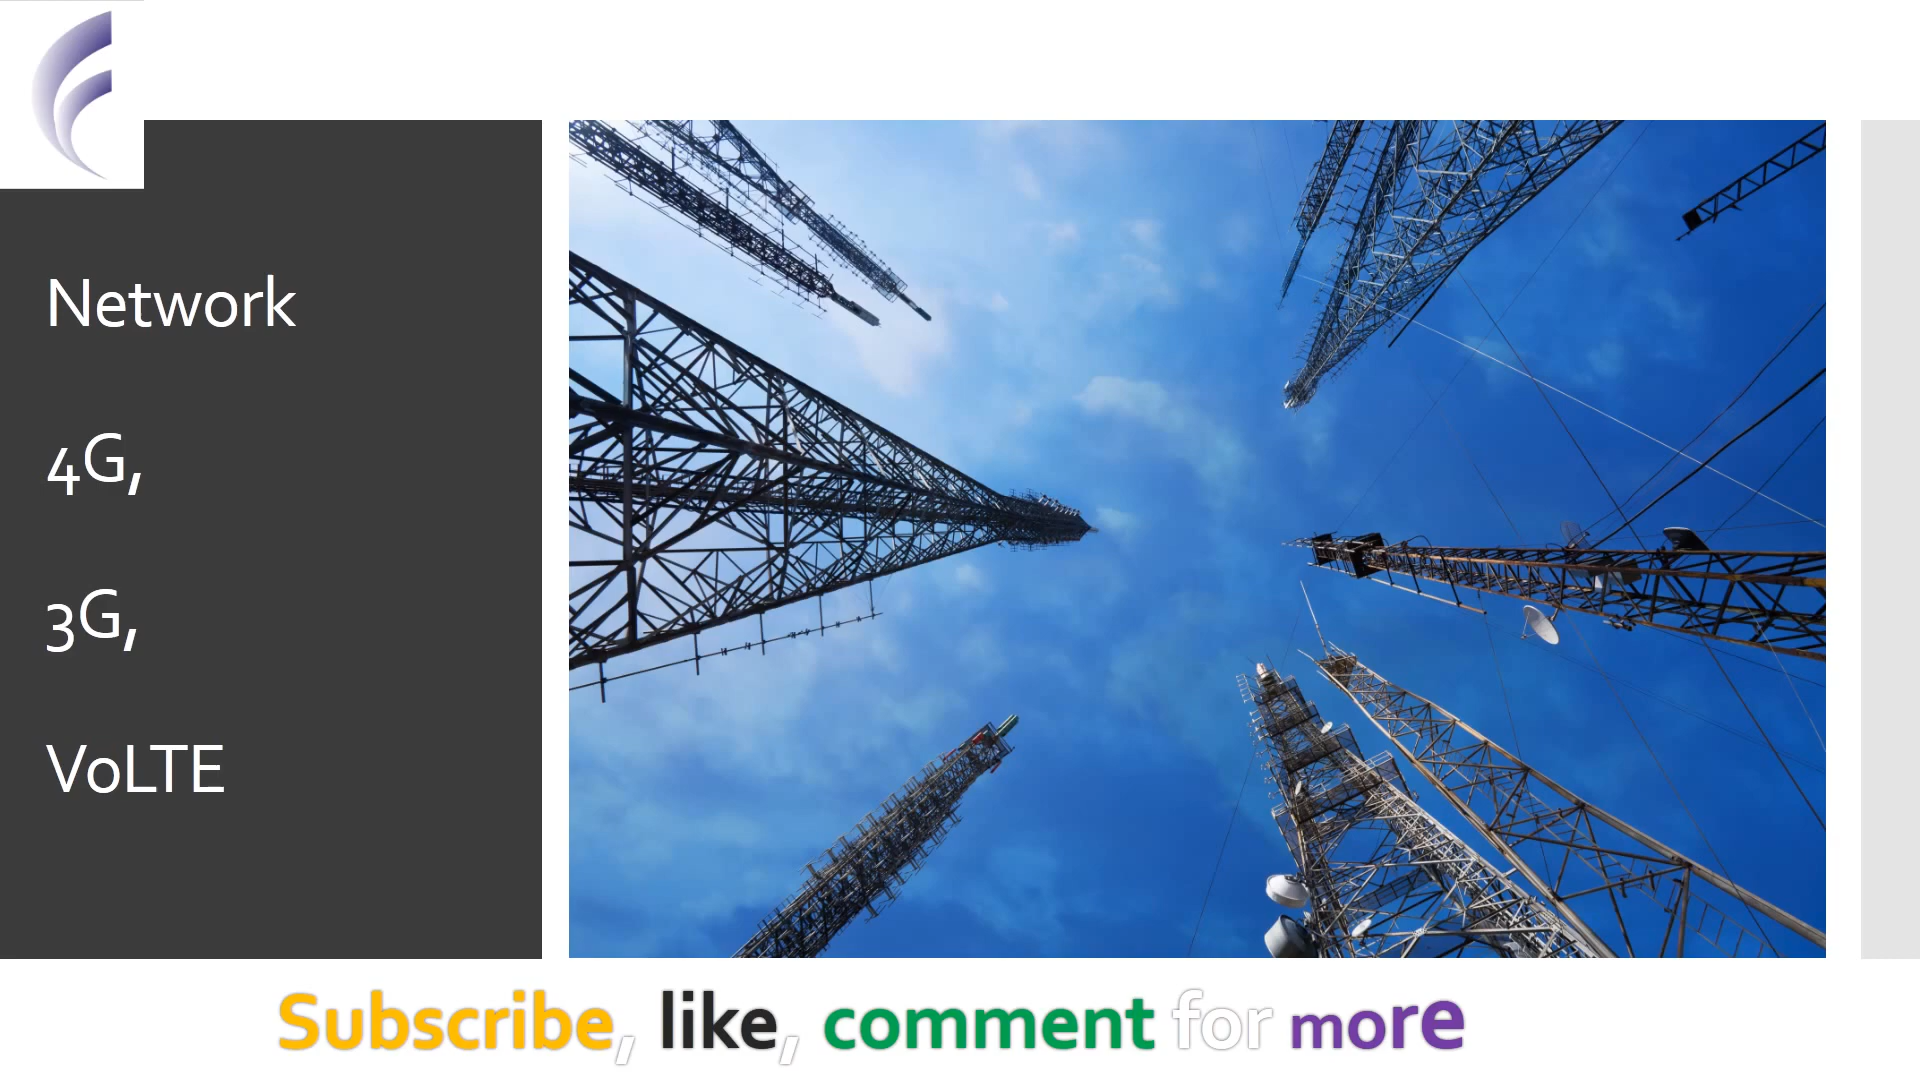 Network
4G,
3G,
VoLTE
Subscribe, like, comment for more